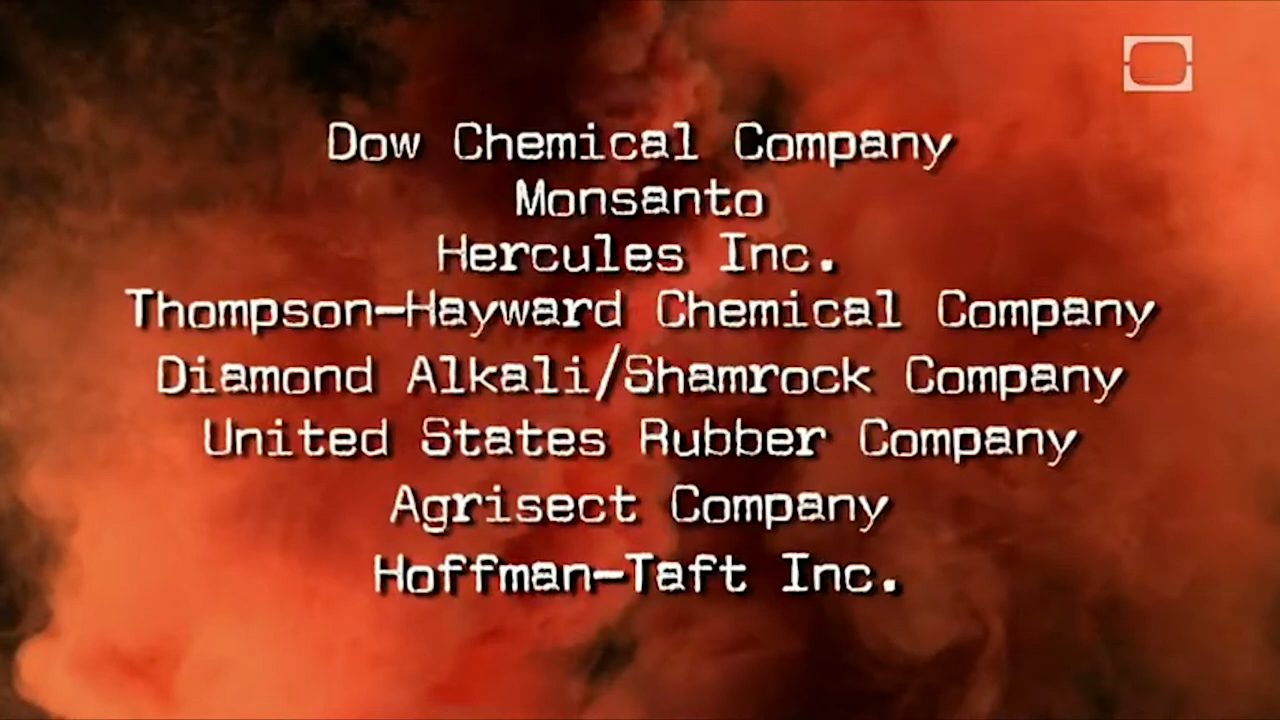 Dow Chemical Company
Monsanto
Hercules Inc.
Thompson-Hayward Chemical Company
Diamond Alkali/Shamrock Company
United States Rubber Company
Agrisect Company
Hoffman-Taft Inc.